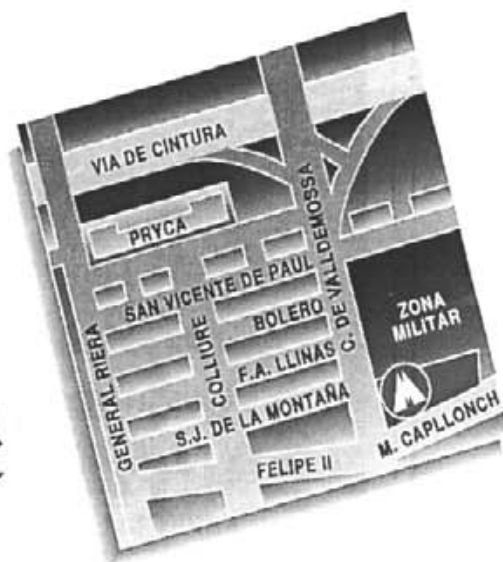 VIA DE CINTURA
PRYCA
SAN VICENTE DE PAUL
BOLERO
F.A. LLINAS
S.J. DE LA MONTAÑA
FELIPE II
GENERAL RIERA
COLLIURE
C. DE VALLDEMOSSA
ZONA
MILITAR
M. CAPLLONCH